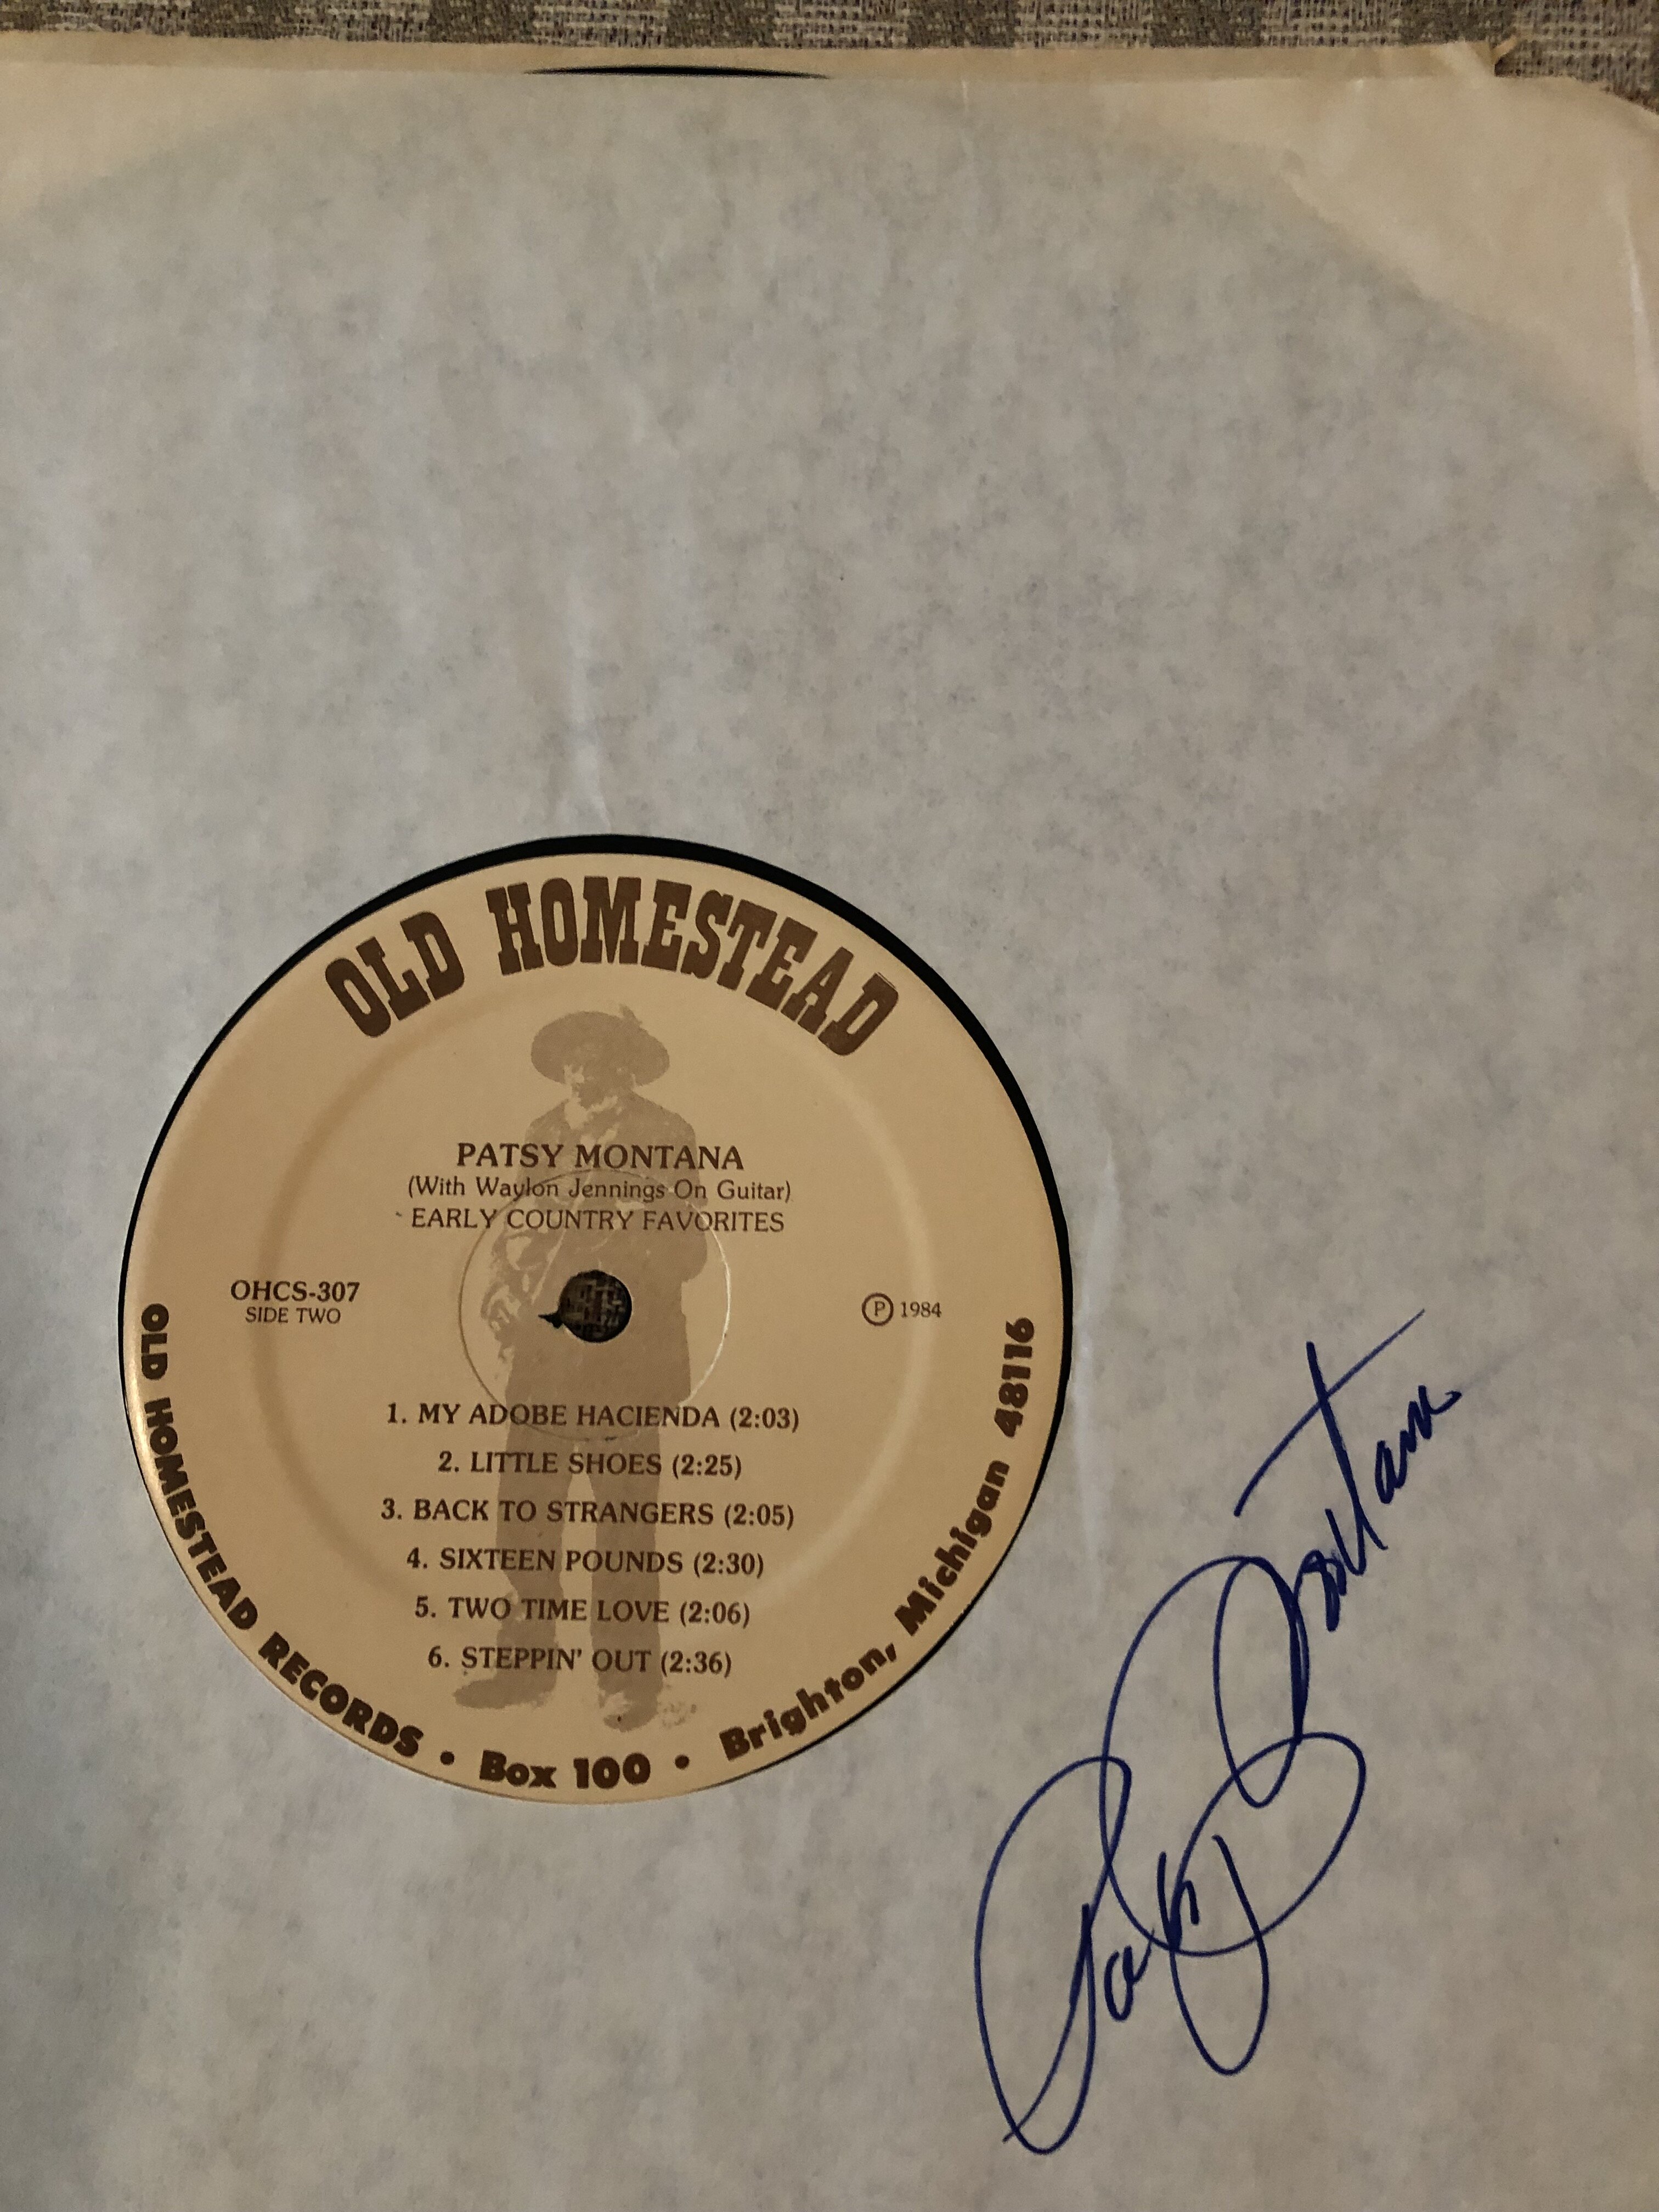 OLD HOMESTEAD
PATSY MONTANA
(With Waylon Jennings On Guitar)
EARLY COUNTRY FAVORITES
OHCS-307
SIDE TWO
Ⓟ 1984
1. MY ADOBE HACIENDA (2:03)
2. LITTLE SHOES (2:25)
3. BACK TO STRANGERS (2:05)
4. SIXTEEN POUNDS (2:30)
5. TWO TIME LOVE (2:06)
6. STEPPIN' OUT (2:36)
OLD HOMESTEAD RECORDS • Box 100 • Brighton, Michigan 48116
Patsy Montana